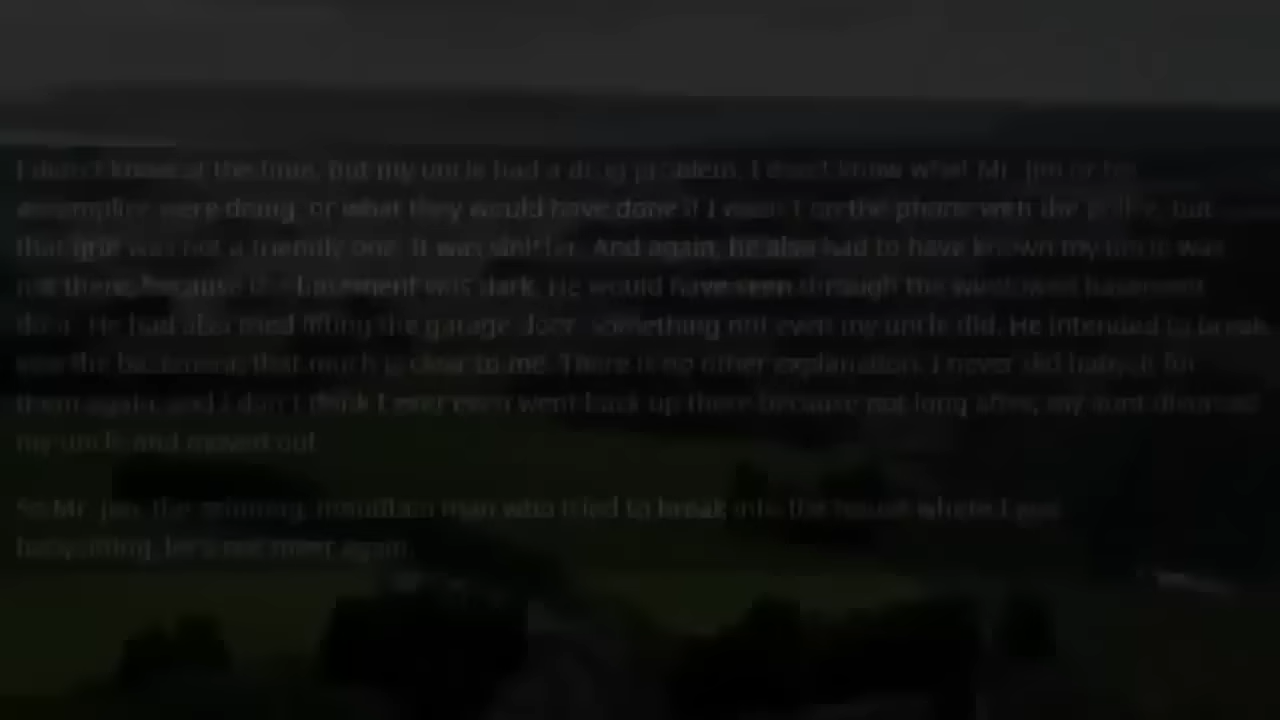 I didn't know at the time, but my uncle had a drug problem. I don't know what Mr. Jim or his
accomplice were doing, or what they would have done if I wasn't on the phone with the police, but
that grin was not a friendly one. It was sinister. And again, he also had to have known my uncle was
not there, because the basement was dark. He would have seen through the windowed basement
door. He had also tried lifting the garage door, something not even my uncle did. He intended to break
into the basement, that much is clear to me. There is no other explanation. I never did babysit for
them again, and I don't think I ever even went back up there because not long after, my aunt divorced
my uncle and moved out.
So Mr. Jim, the grinning, mountain man who tried to break into the house where I was
babysitting, let's not meet again.